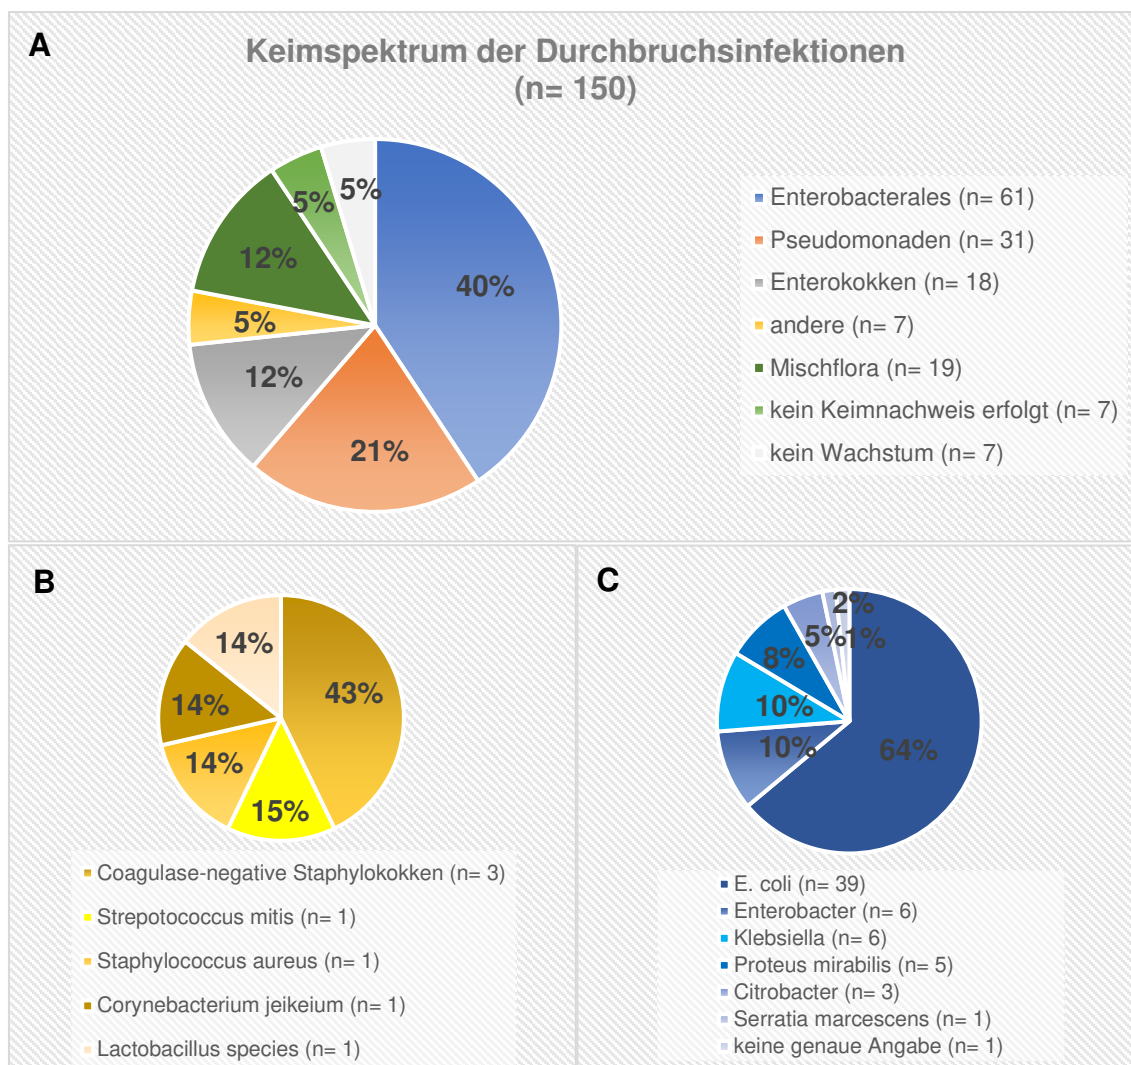 A
Keimspektrum der Durchbruchsinfektionen
(n= 150)
5%
5%
40%
12%
5%
12%
21%
Enterobacterales (n= 61)
Pseudomonaden (n= 31)
Enterokokken (n= 18)
andere (n= 7)
Mischflora (n= 19)
kein Keimnachweis erfolgt (n= 7)
kein Wachstum (n= 7)
B
14%
43%
14%
14%
15%
Coagulase-negative Staphylokokken (n= 3)
Strepotococcus mitis (n= 1)
Staphylococcus aureus (n= 1)
Corynebacterium jeikeium (n= 1)
Lactobacillus species (n= 1)
C
2%
5%
1%
8%
10%
10%
64%
E. coli (n= 39)
Enterobacter (n= 6)
Klebsiella (n= 6)
Proteus mirabilis (n= 5)
Citrobacter (n= 3)
Serratia marcescens (n= 1)
keine genaue Angabe (n= 1)